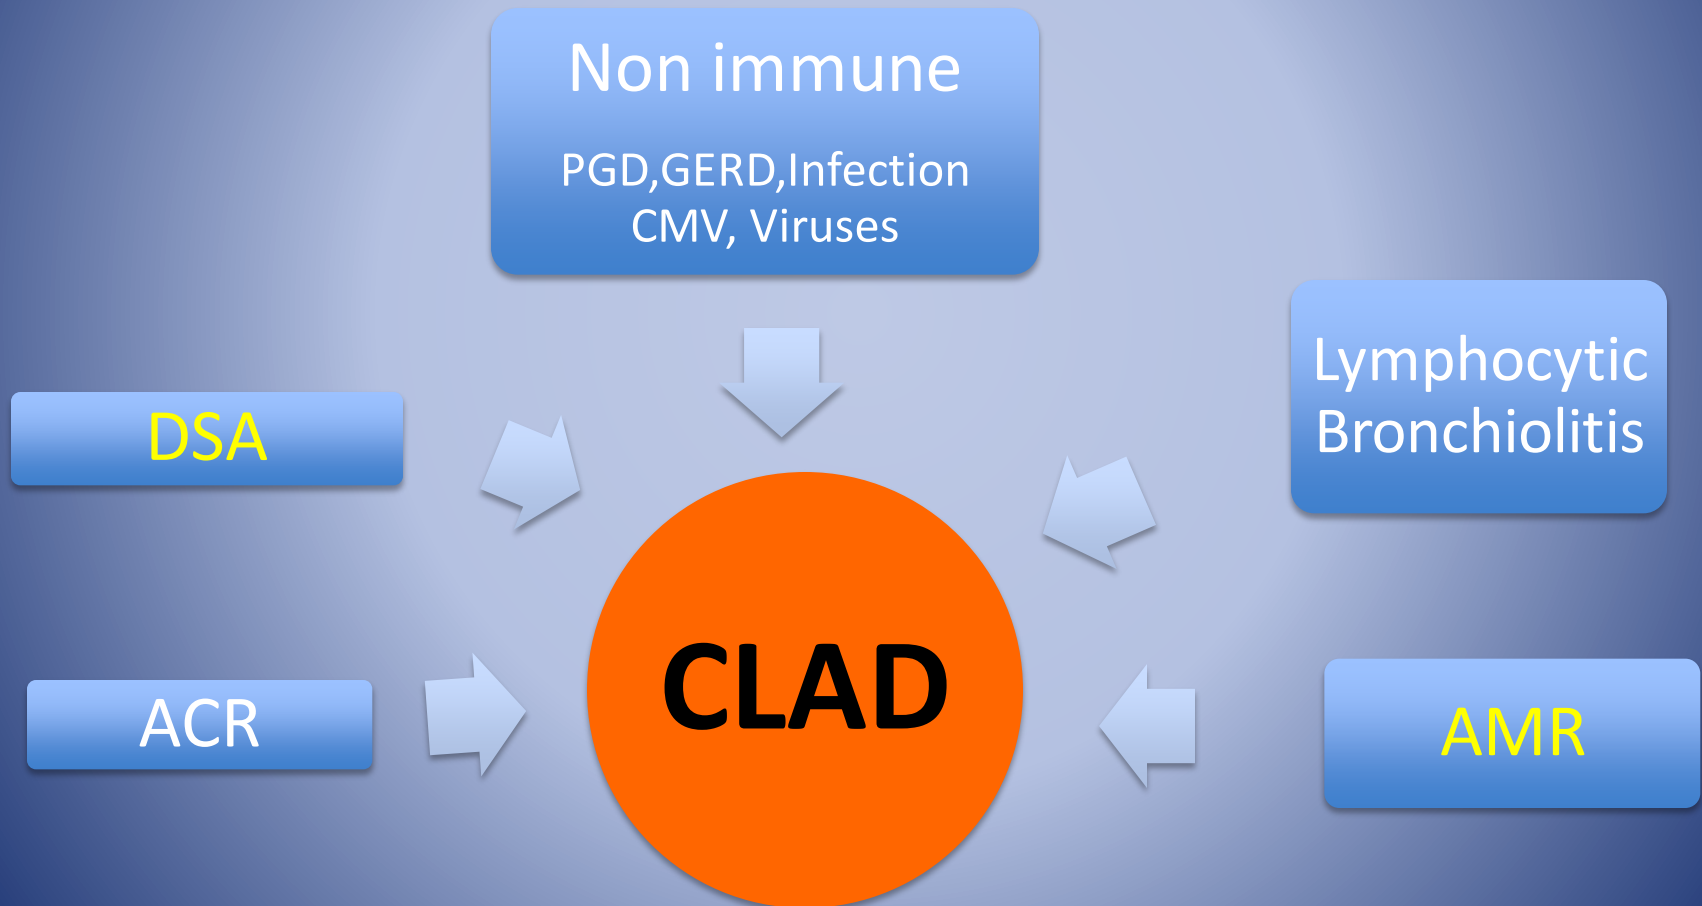 Non immune
PGD,GERD,Infection
CMV, Viruses
Lymphocytic
Bronchiolitis
DSA
CLAD
ACR
AMR